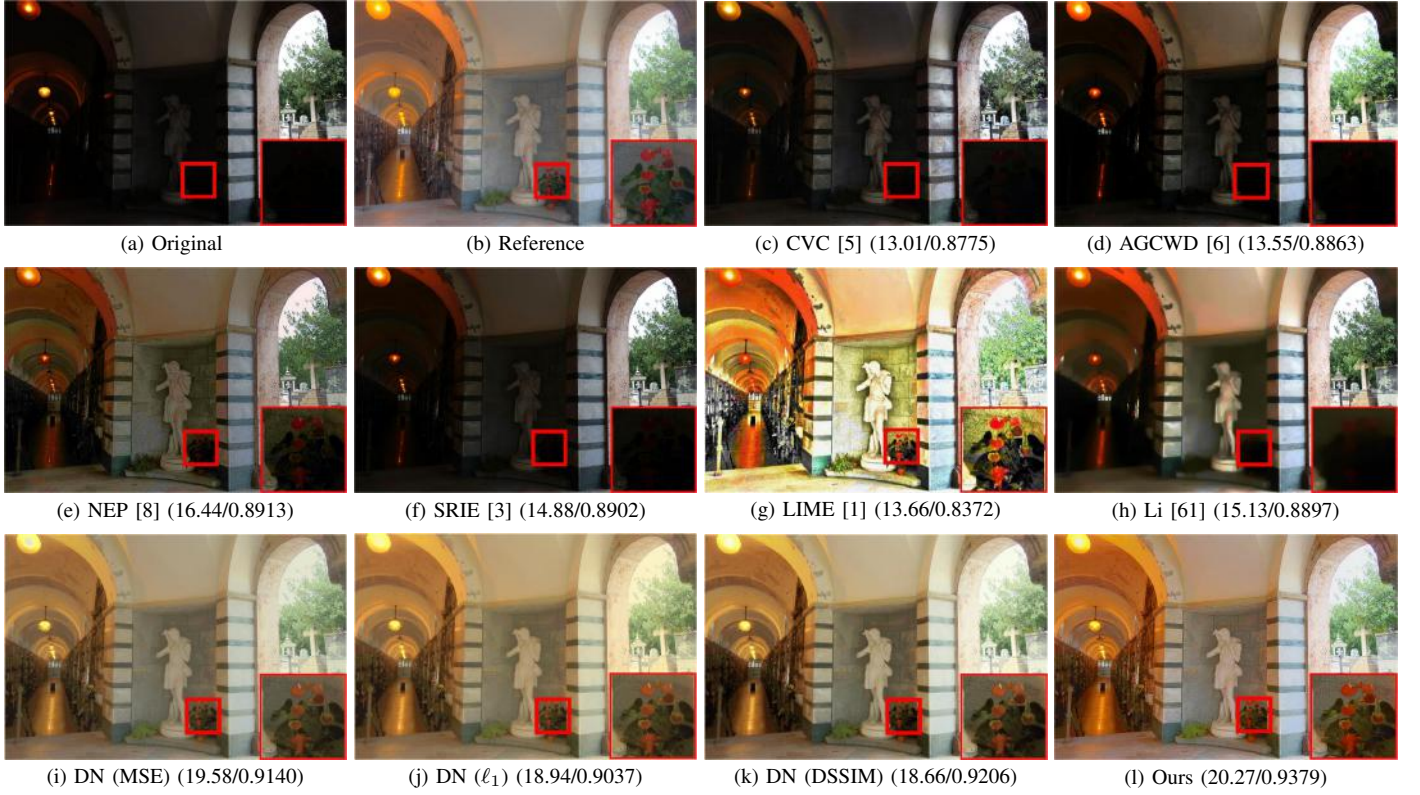 (a) Original
(b) Reference
(c) CVC [5] (13.01/0.8775)
(d) AGCWD [6] (13.55/0.8863)
(e) NEP [8] (16.44/0.8913)
(f) SRIE [3] (14.88/0.8902)
(g) LIME [1] (13.66/0.8372)
(h) Li [61] (15.13/0.8897)
(i) DN (MSE) (19.58/0.9140)
(j) DN (ℓ₁) (18.94/0.9037)
(k) DN (DSSIM) (18.66/0.9206)
(l) Ours (20.27/0.9379)